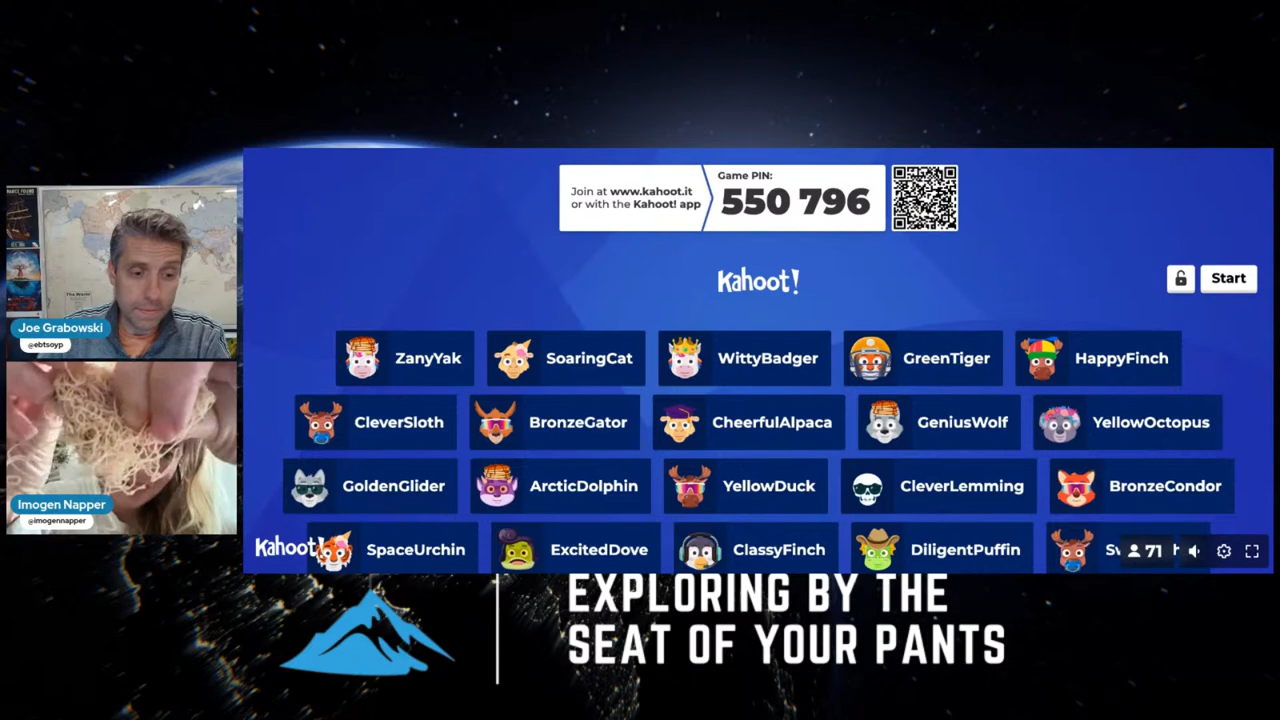 Join at www.kahoot.it
or with the Kahoot! app
Game PIN:
550 796
Kahoot!
Start
Joe Grabowski
@ebtsoyp
Imogen Napper
@imogennapper
ZanyYak
SoaringCat
WittyBadger
GreenTiger
HappyFinch
CleverSloth
BronzeGator
CheerfulAlpaca
GeniusWolf
YellowOctopus
GoldenGlider
ArcticDolphin
YellowDuck
CleverLemming
BronzeCondor
Kahoot!
SpaceUrchin
ExcitedDove
ClassyFinch
DiligentPuffin
71
EXPLORING BY THE
SEAT OF YOUR PANTS